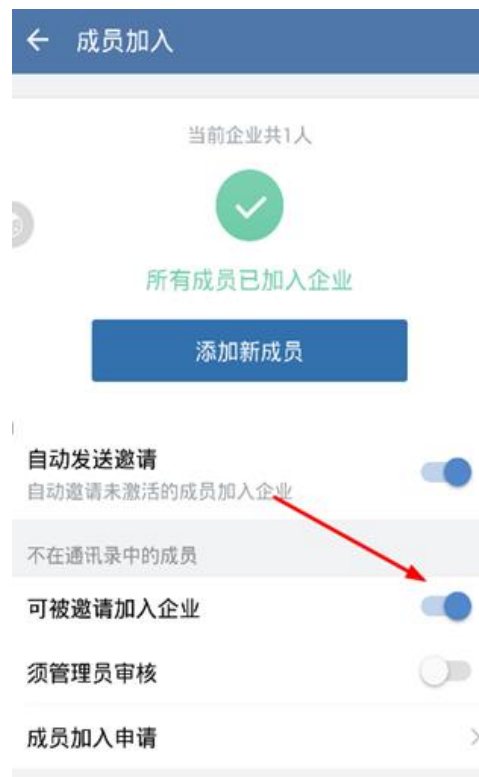 成员加入
当前企业共1人
所有成员已加入企业
添加新成员
自动发送邀请
自动邀请未激活的成员加入企业
不在通讯录中的成员
可被邀请加入企业
须管理员审核
成员加入申请